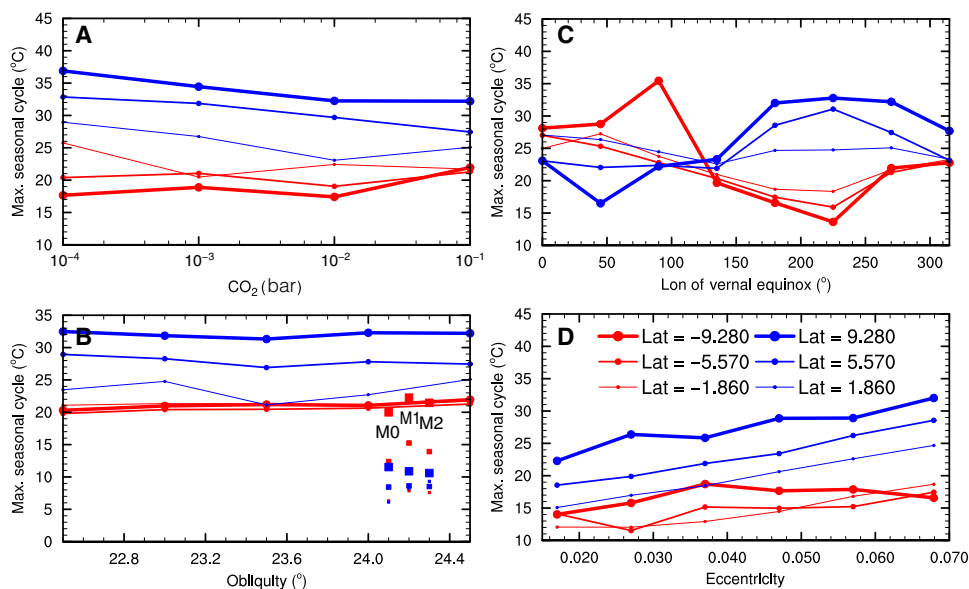 A
Max. seasonal cycle (°C)
45
40
35
30
25
20
15
10
10⁻⁴
10⁻³
10⁻²
10⁻¹
CO₂ (bar)
C
Max. seasonal cycle (°C)
45
40
35
30
25
20
15
10
0
50
100
150
200
250
300
Lon of vernal equinox (°)
B
Max. seasonal cycle (°C)
35
30
25
20
15
10
5
0
M0
M1
M2
22.8
23.2
23.6
24.0
24.4
Obliquity (°)
D
Lat = −9.280
Lat = 9.280
Lat = −5.570
Lat = 5.570
Lat = −1.860
Lat = 1.860
Max. seasonal cycle (°C)
45
40
35
30
25
20
15
10
0.020
0.030
0.040
0.050
0.060
0.070
Eccentricity